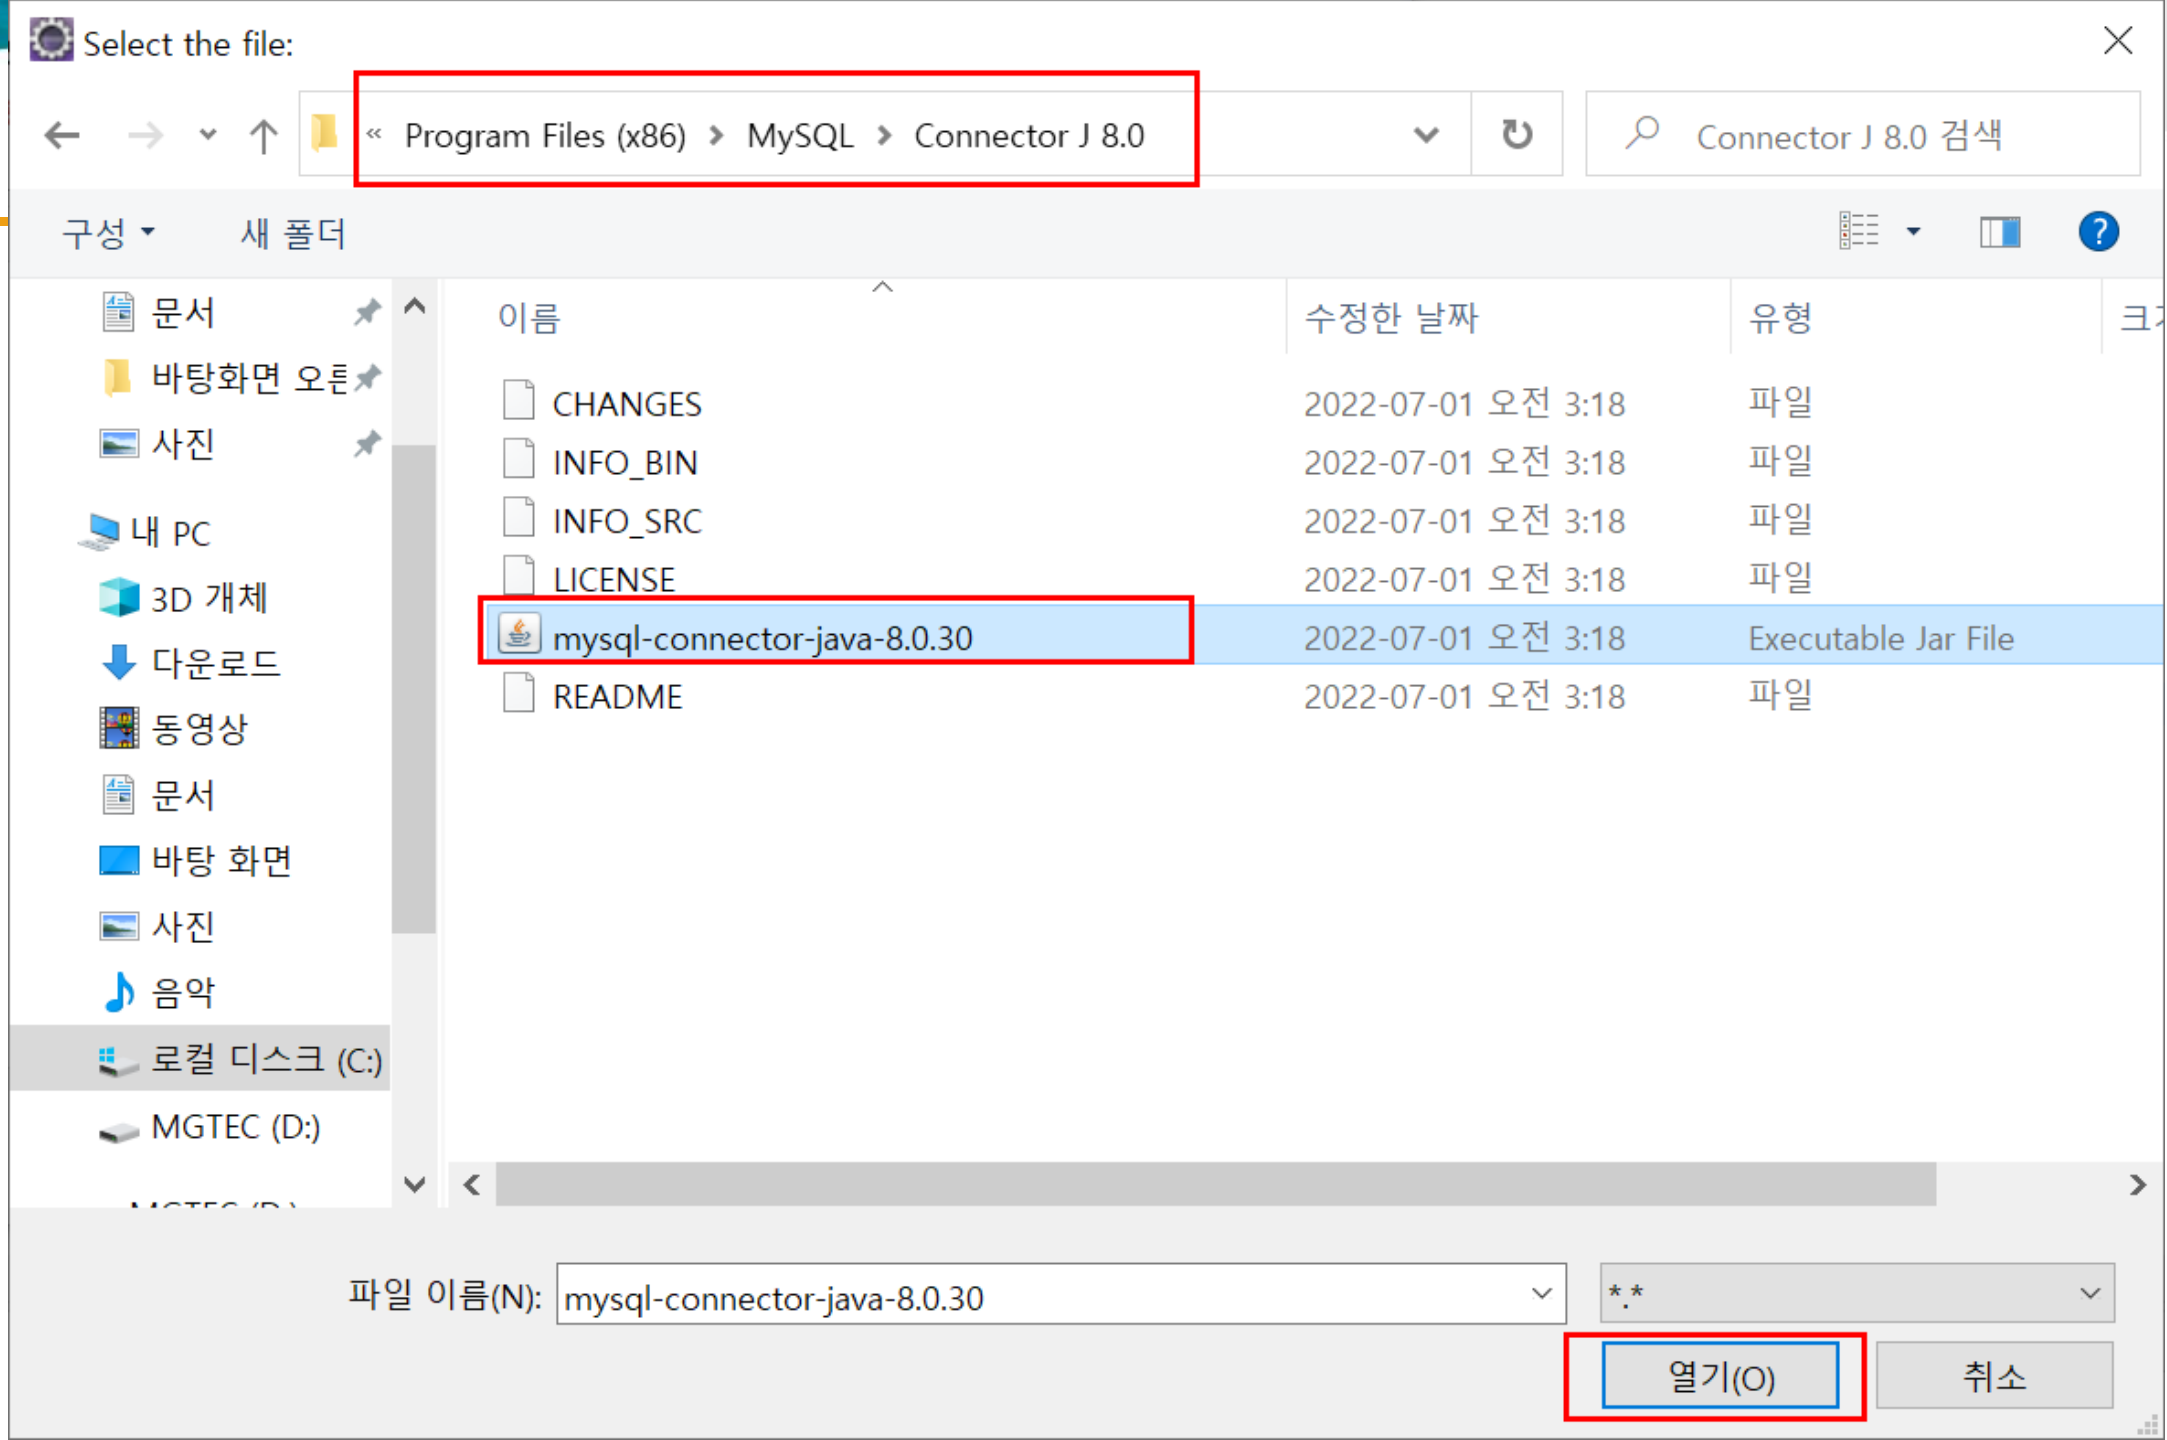 Select the file:
« Program Files (x86) > MySQL > Connector J 8.0
Connector J 8.0 검색
구성
새 폴더
이름 수정한 날짜 유형
문서
바탕화면 오른
사진
내 PC
3D 개체
다운로드
동영상
문서
바탕 화면
사진
음악
로컬 디스크 (C:)
MGTEC (D:)
MGTEC (D:)
CHANGES 2022-07-01 오전 3:18 파일
INFO_BIN 2022-07-01 오전 3:18 파일
INFO_SRC 2022-07-01 오전 3:18 파일
LICENSE 2022-07-01 오전 3:18 파일
mysql-connector-java-8.0.30 2022-07-01 오전 3:18 Executable Jar File
README 2022-07-01 오전 3:18 파일
파일 이름(N): mysql-connector-java-8.0.30 *.*
열기(O) 취소